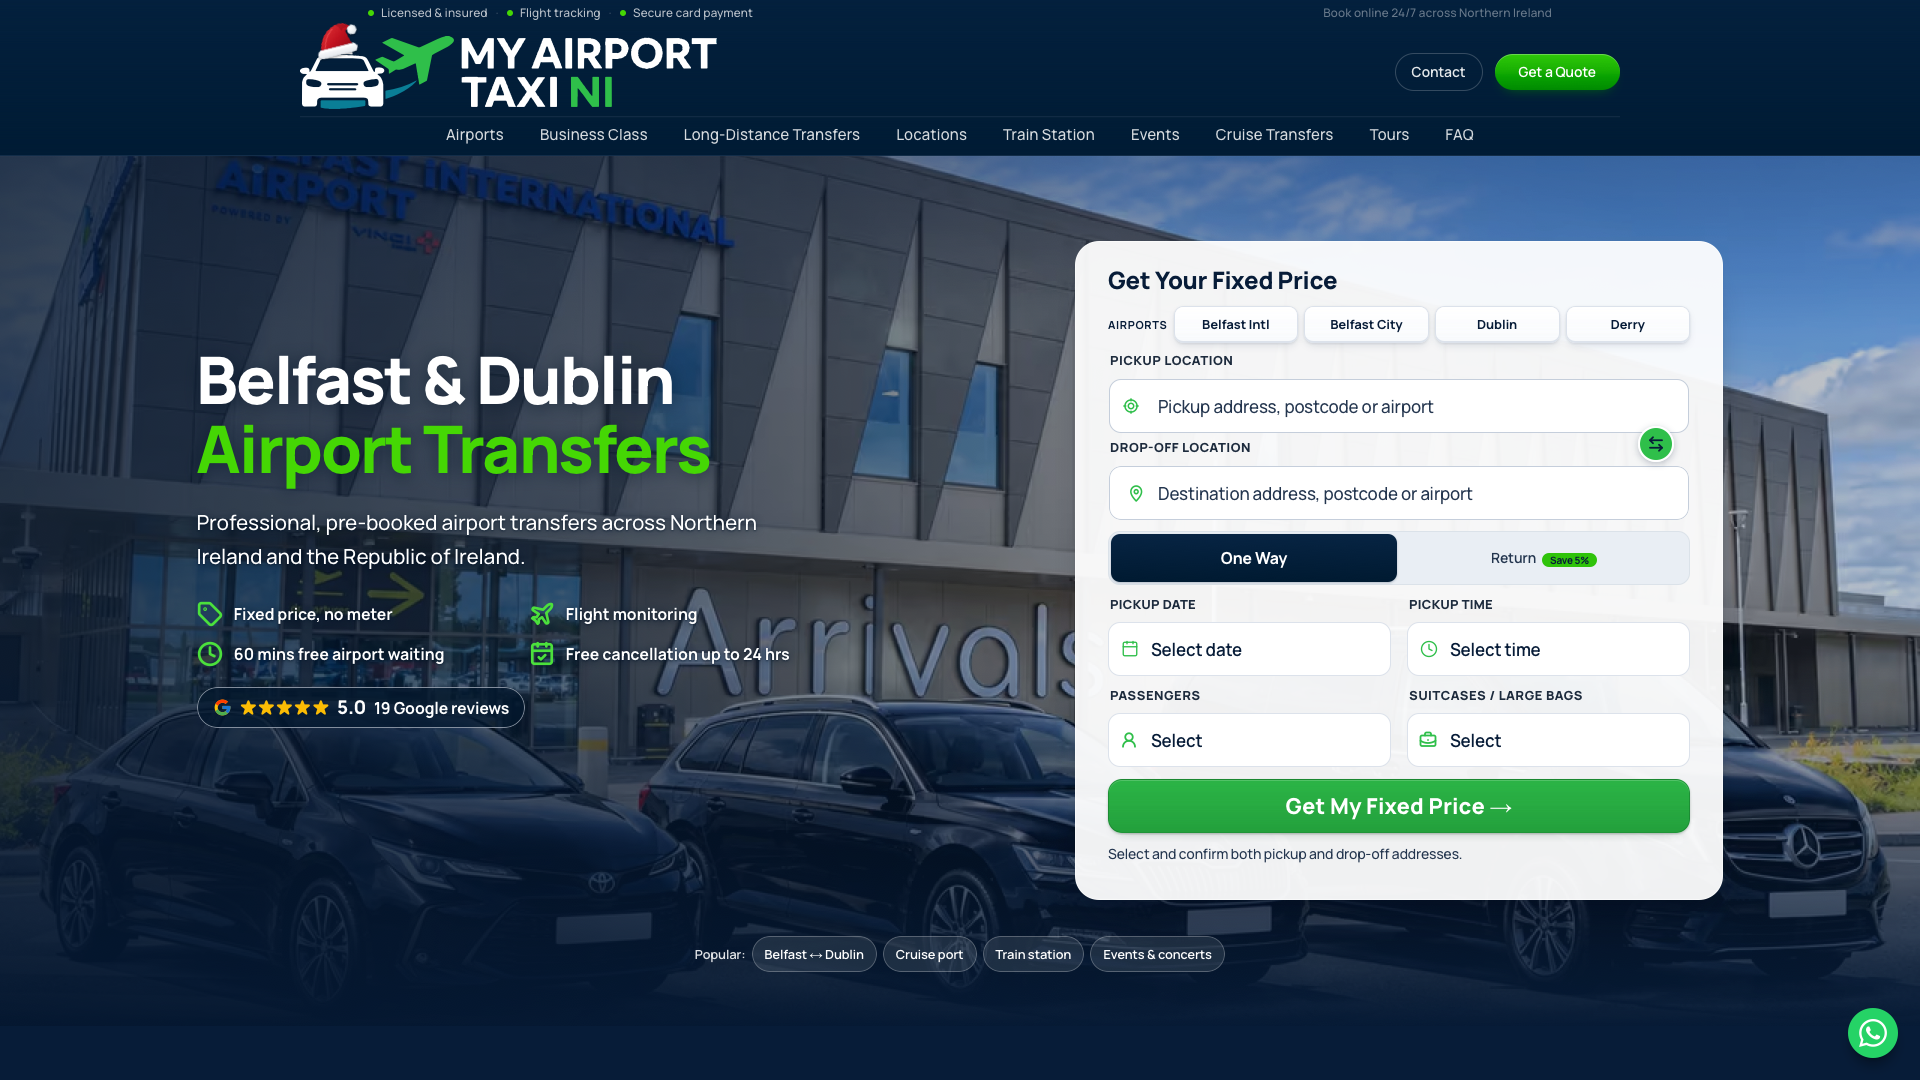 Licensed & insured · Flight tracking · Secure card payment
Book online 24/7 across Northern Ireland
MY AIRPORT
TAXI NI
Contact
Get a Quote
Airports
Business Class
Long-Distance Transfers
Locations
Train Station
Events
Cruise Transfers
Tours
FAQ
BELFAST INTERNATIONAL
AIRPORT
POWERED BY
VINCI
Belfast & Dublin
Airport Transfers
Professional, pre-booked airport transfers across Northern
Ireland and the Republic of Ireland.
Fixed price, no meter
Flight monitoring
60 mins free airport waiting
Free cancellation up to 24 hrs
5.0 19 Google reviews
Arrivals
Get Your Fixed Price
AIRPORTS
Belfast Intl
Belfast City
Dublin
Derry
PICKUP LOCATION
Pickup address, postcode or airport
DROP-OFF LOCATION
Destination address, postcode or airport
One Way
Return Save 5%
PICKUP DATE
PICKUP TIME
Select date
Select time
PASSENGERS
SUITCASES / LARGE BAGS
Select
Select
Get My Fixed Price →
Select and confirm both pickup and drop-off addresses.
Popular:
Belfast ↔ Dublin
Cruise port
Train station
Events & concerts